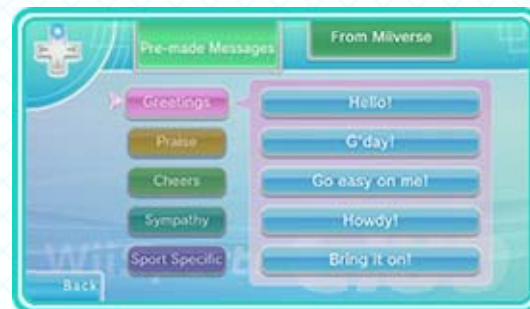 Pre-made Messages
From Miiverse
Greetings
Praise
Cheers
Sympathy
Sport Specific
Hello!
G'day!
Go easy on me!
Howdy!
Bring it on!
Back